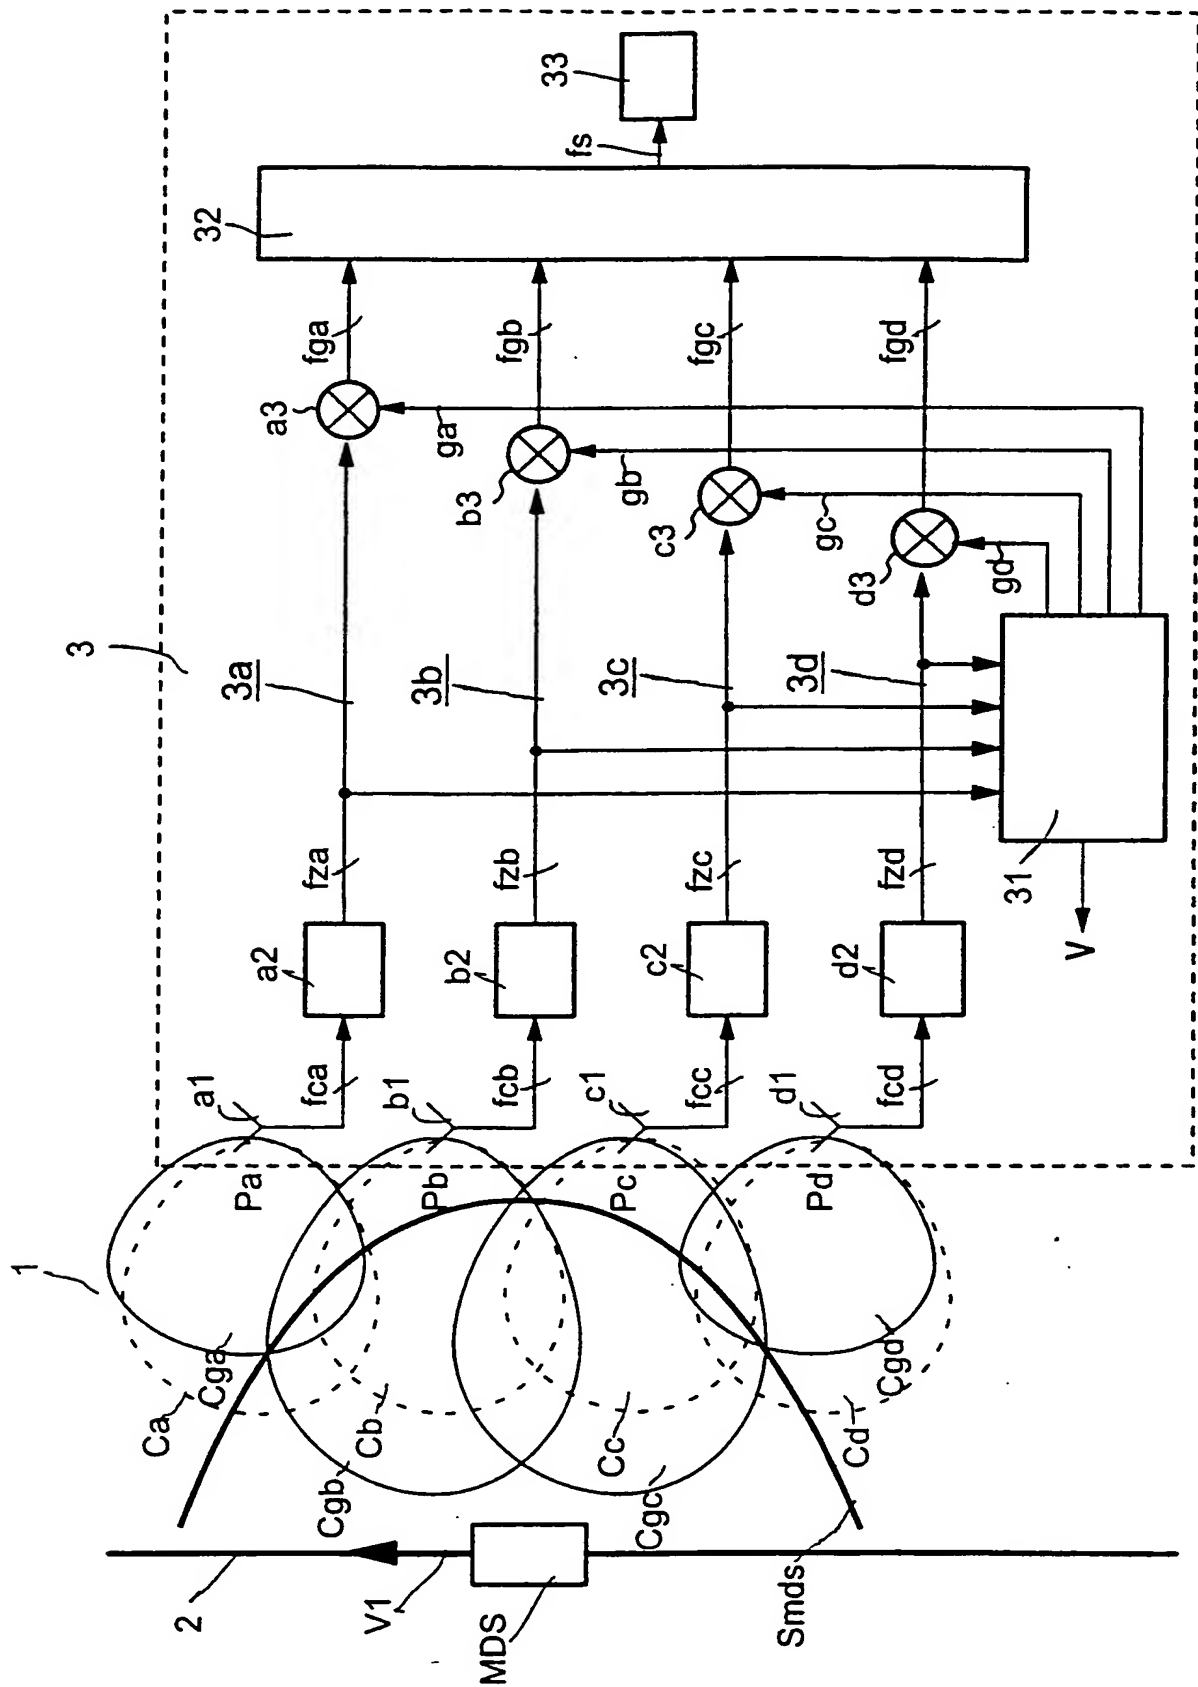 1
3
2
Ca
Cga
Cgb
Cb
V1
MDS
Cgc
Cc
Cd
Cgd
Smds
Pa
Pb
Pc
Pd
a1
b1
c1
d1
fca
fcb
fcc
fcd
a2
b2
c2
d2
fza
fzb
fzc
fzd
3a
3b
3c
3d
a3
b3
c3
d3
ga
gb
gc
gd
fga
fgb
fgc
fgd
31
V
32
fs
33